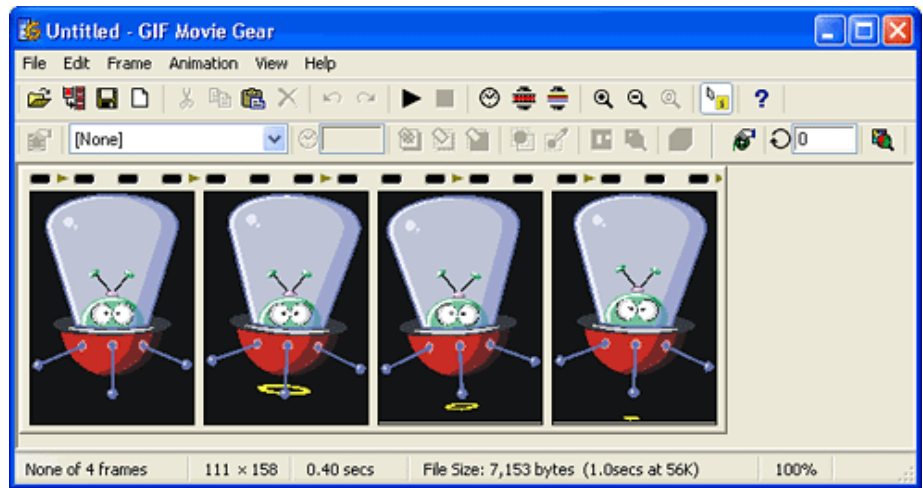 Untitled - GIF Movie Gear
File Edit Frame Animation View Help
?
[None] 0
None of 4 frames 111 × 158 0.40 secs File Size: 7,153 bytes (1.0secs at 56K) 100%